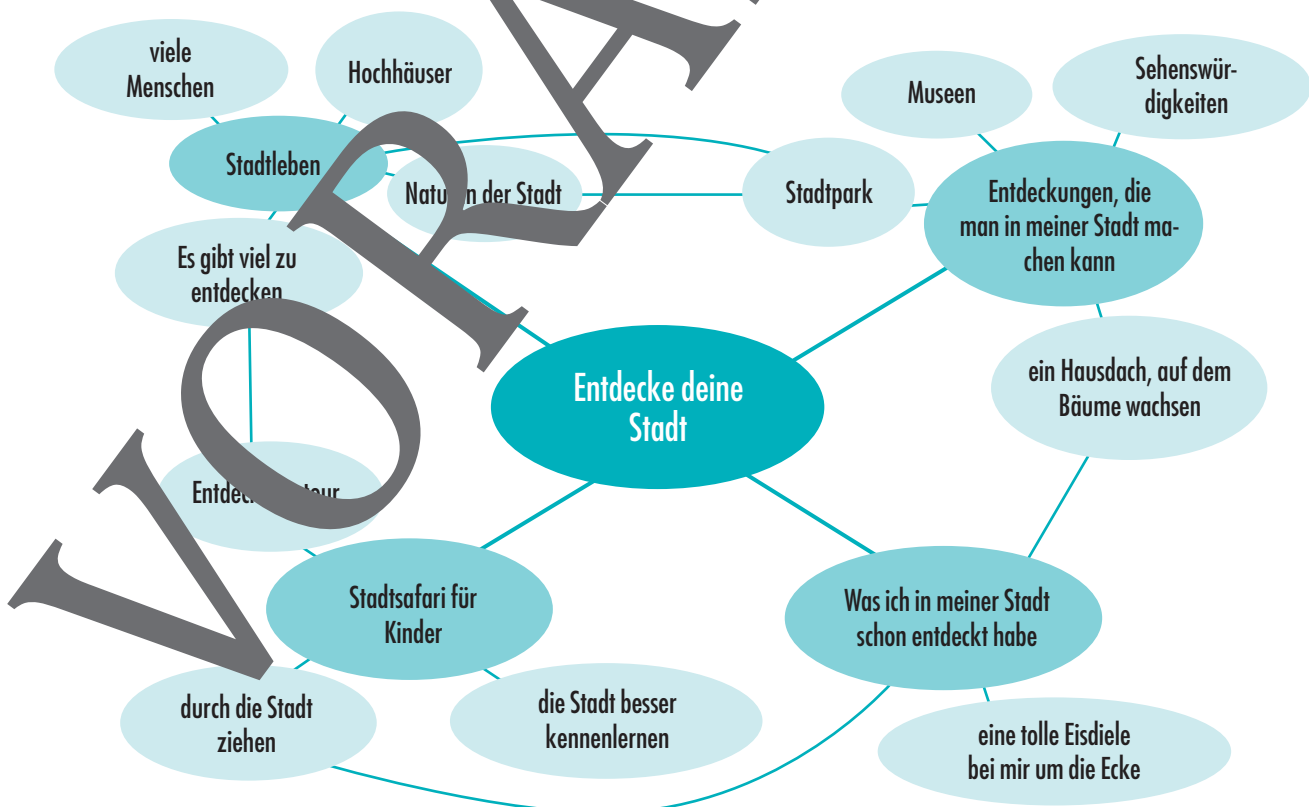 viele
Menschen
Hochhäuser
Museen
Sehenswür-
digkeiten
Stadtleben
Natur in der Stadt
Stadtpark
Entdeckungen, die
man in meiner Stadt ma-
chen kann
Es gibt viel zu
entdecken
Entdecke deine
Stadt
ein Hausdach, auf dem
Bäume wachsen
Stadtsafari für
Kinder
Was ich in meiner Stadt
schon entdeckt habe
durch die Stadt
ziehen
die Stadt besser
kennenlernen
eine tolle Eisdiele
bei mir um die Ecke
VORA